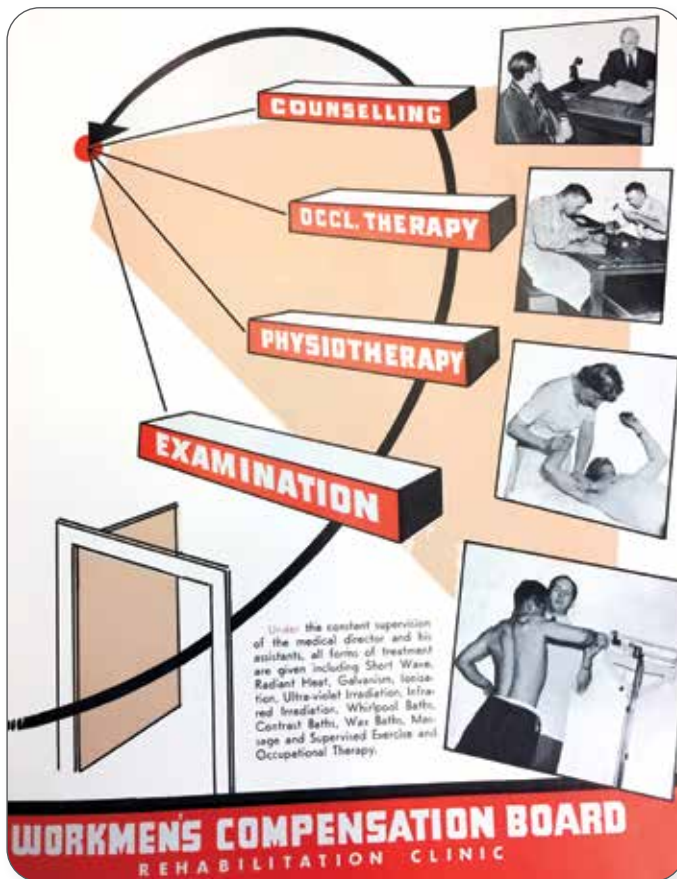 COUNSELLING
OCCL. THERAPY
PHYSIOTHERAPY
EXAMINATION
Under the constant supervision
of the medical director and his
assistants, all forms of treatment
are given including Short Wave,
Radiant Heat, Galvanism, Ionisa-
tion, Ultra-violet Irradiation, Infra-
red Irradiation, Whirlpool Baths,
Contrast Baths, Wax Baths, Mas-
sage and Supervised Exercise and
Occupational Therapy.
WORKMEN'S COMPENSATION BOARD
REHABILITATION CLINIC